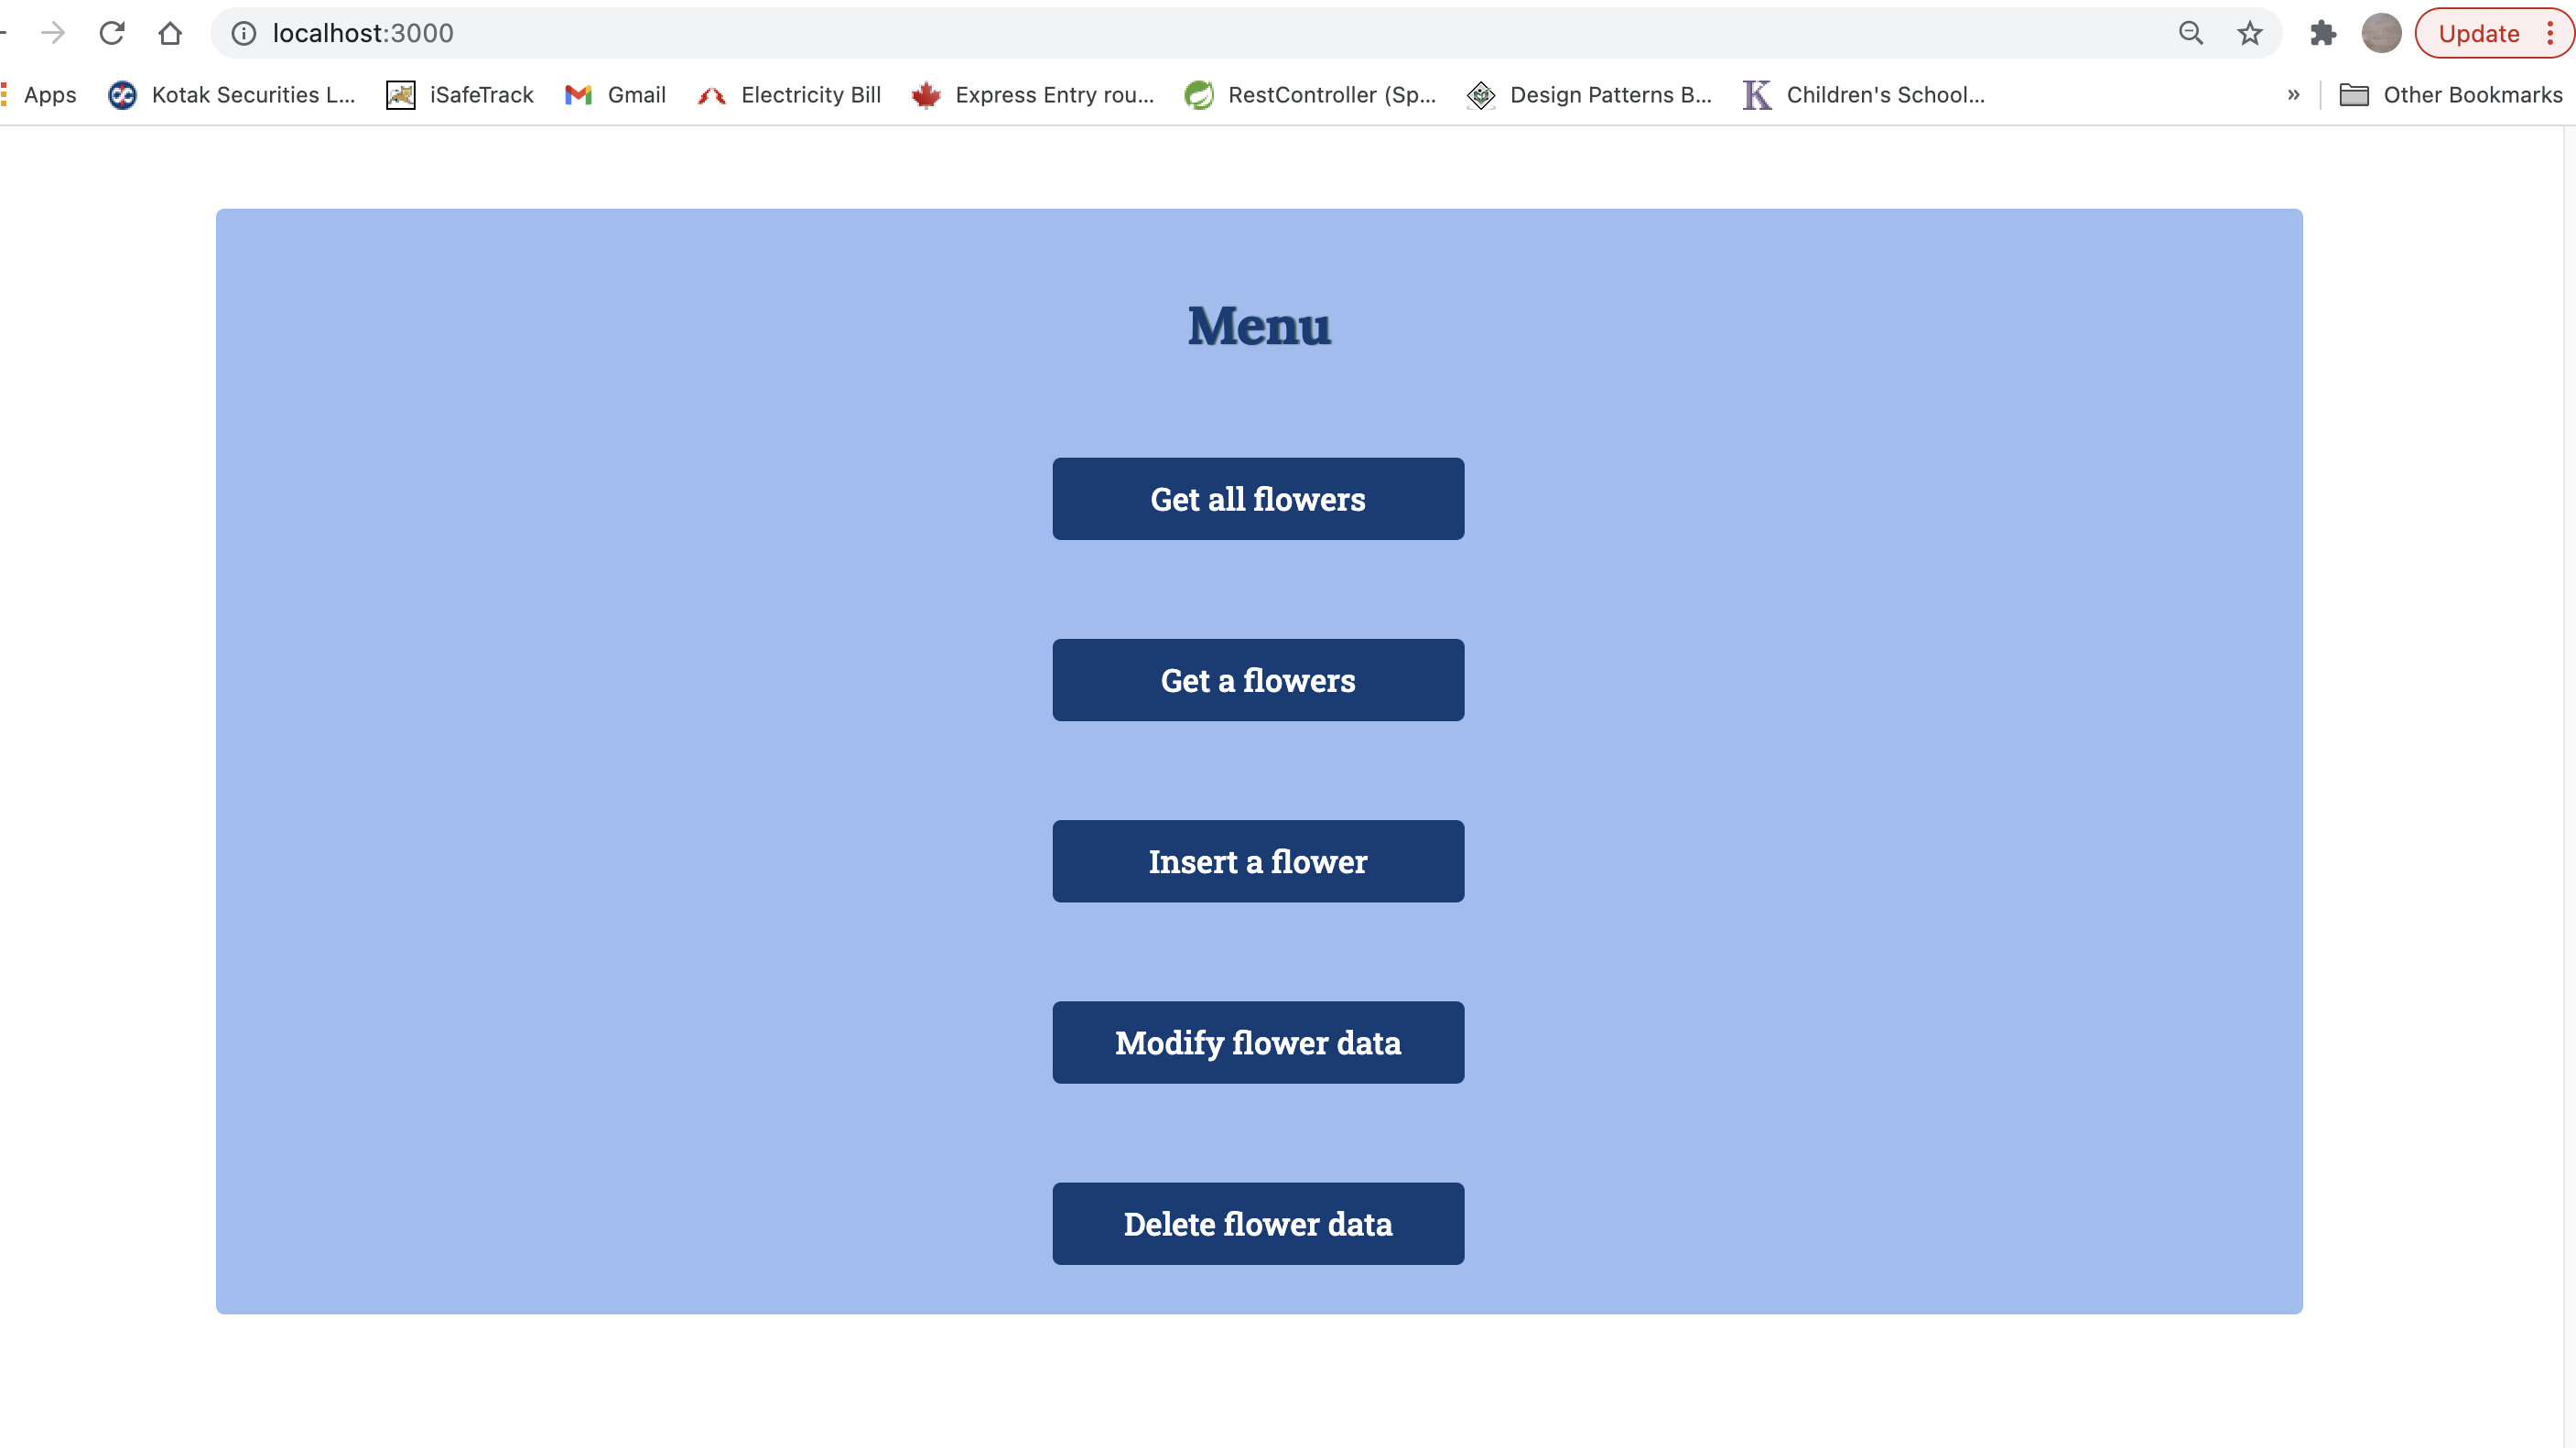 localhost:3000
Update
Apps Kotak Securities L... iSafeTrack Gmail Electricity Bill Express Entry rou... RestController (Sp... Design Patterns B... Children's School... » Other Bookmarks
Menu
Get all flowers
Get a flowers
Insert a flower
Modify flower data
Delete flower data